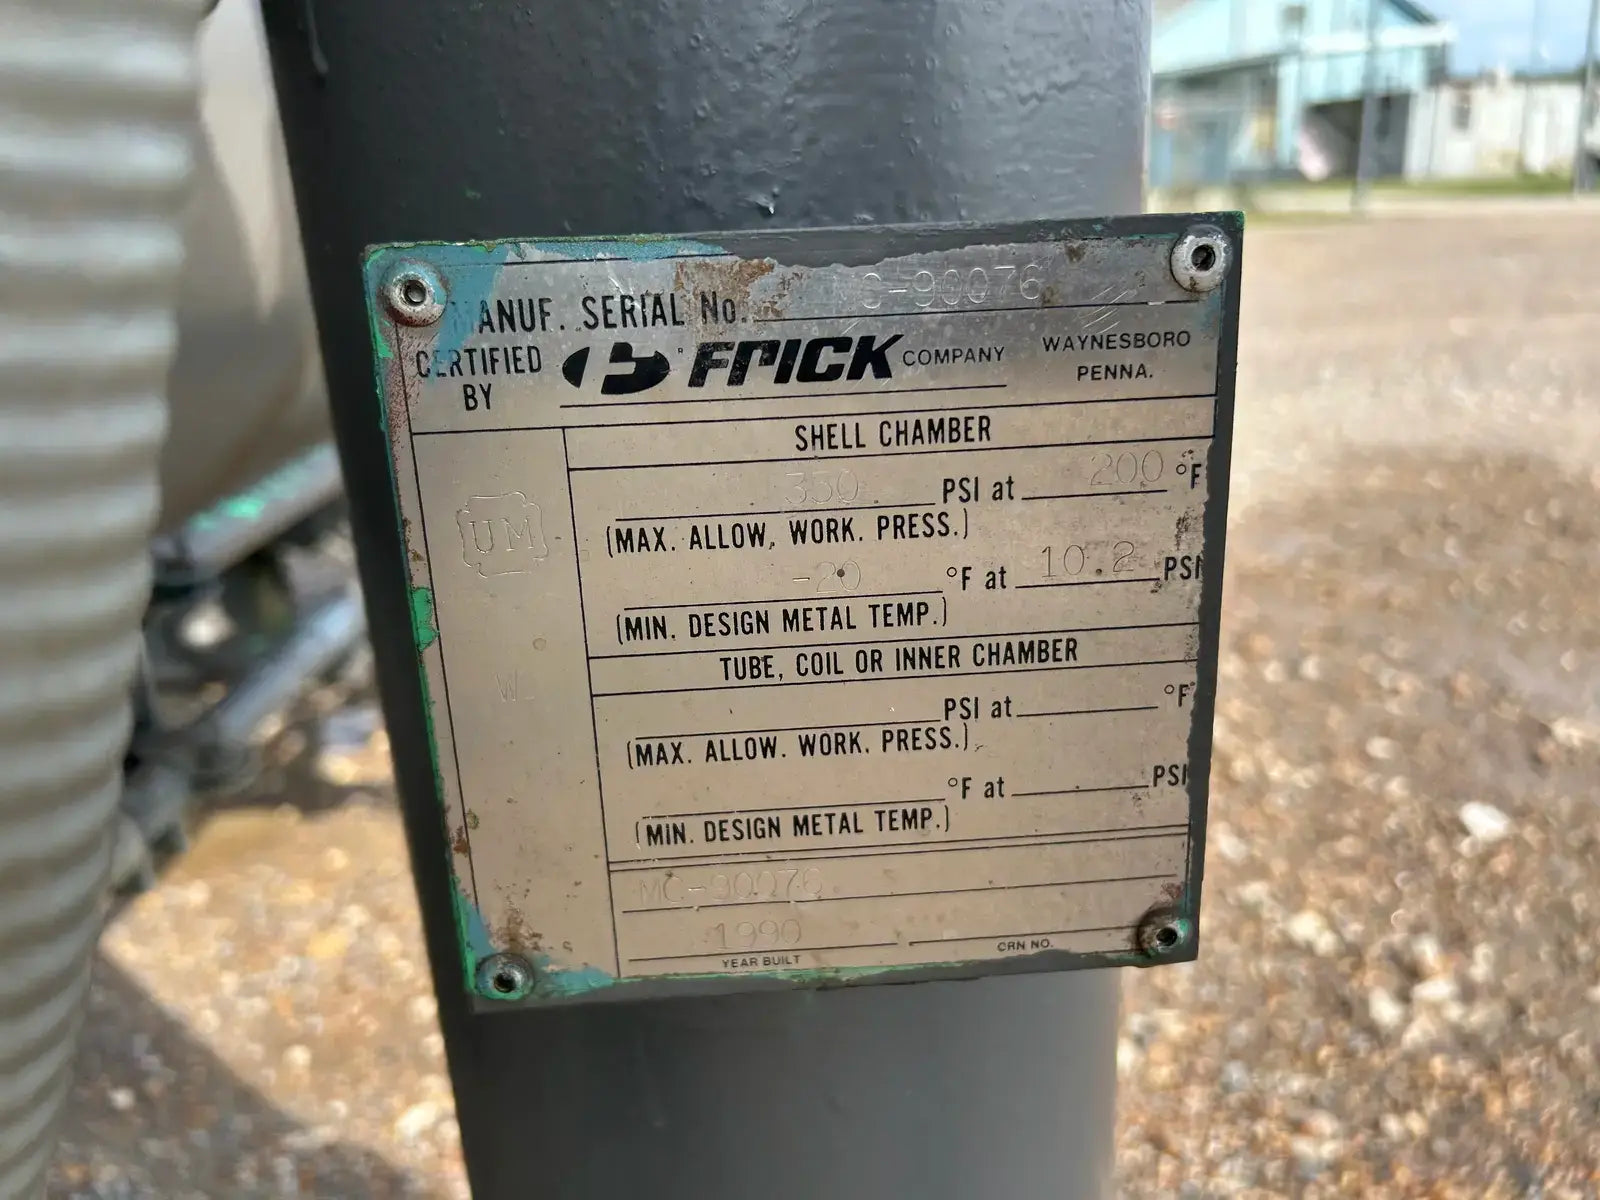 MANUF. SERIAL No. MC-90076
CERTIFIED BY
FRICK COMPANY
WAYNESBORO PENNA.
SHELL CHAMBER
350 PSI at 200 °F
(MAX. ALLOW. WORK. PRESS.)
-20 °F at 10.2 PSI
(MIN. DESIGN METAL TEMP.)
TUBE, COIL OR INNER CHAMBER
PSI at °F
(MAX. ALLOW. WORK. PRESS.)
°F at PSI
(MIN. DESIGN METAL TEMP.)
UM
W
MC-90076
1990
YEAR BUILT
CRN NO.